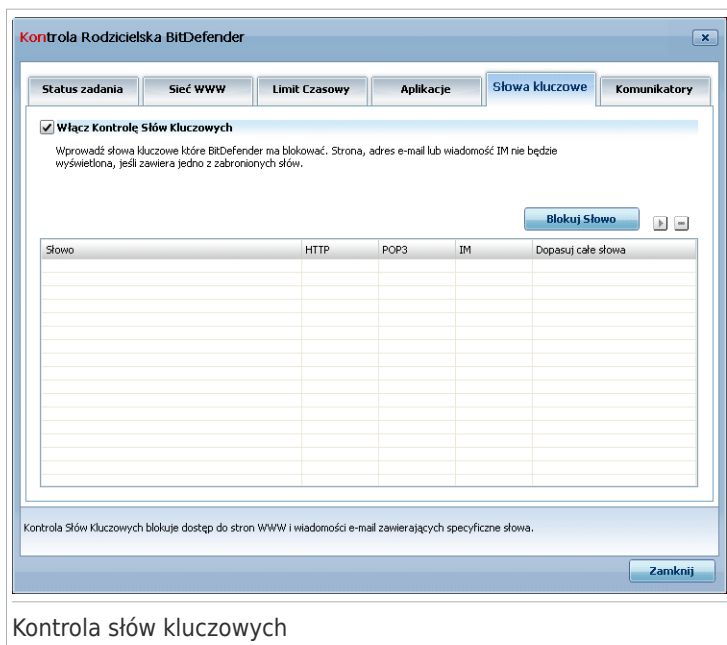 Kontrola Rodzicielska BitDefender
Status zadania
Sieć WWW
Limit Czasowy
Aplikacje
Słowa kluczowe
Komunikatory
Włącz Kontrolę Słów Kluczowych
Wprowadź słowa kluczowe które BitDefender ma blokować. Strona, adres e-mail lub wiadomość IM nie będzie
wyświetlona, jeśli zawiera jedno z zabronionych słów.
Blokuj Słowo
Słowo HTTP POP3 IM Dopasuj całe słowa
Kontrola Słów Kluczowych blokuje dostęp do stron WWW i wiadomości e-mail zawierających specyficzne słowa.
Zamknij
Kontrola słów kluczowych